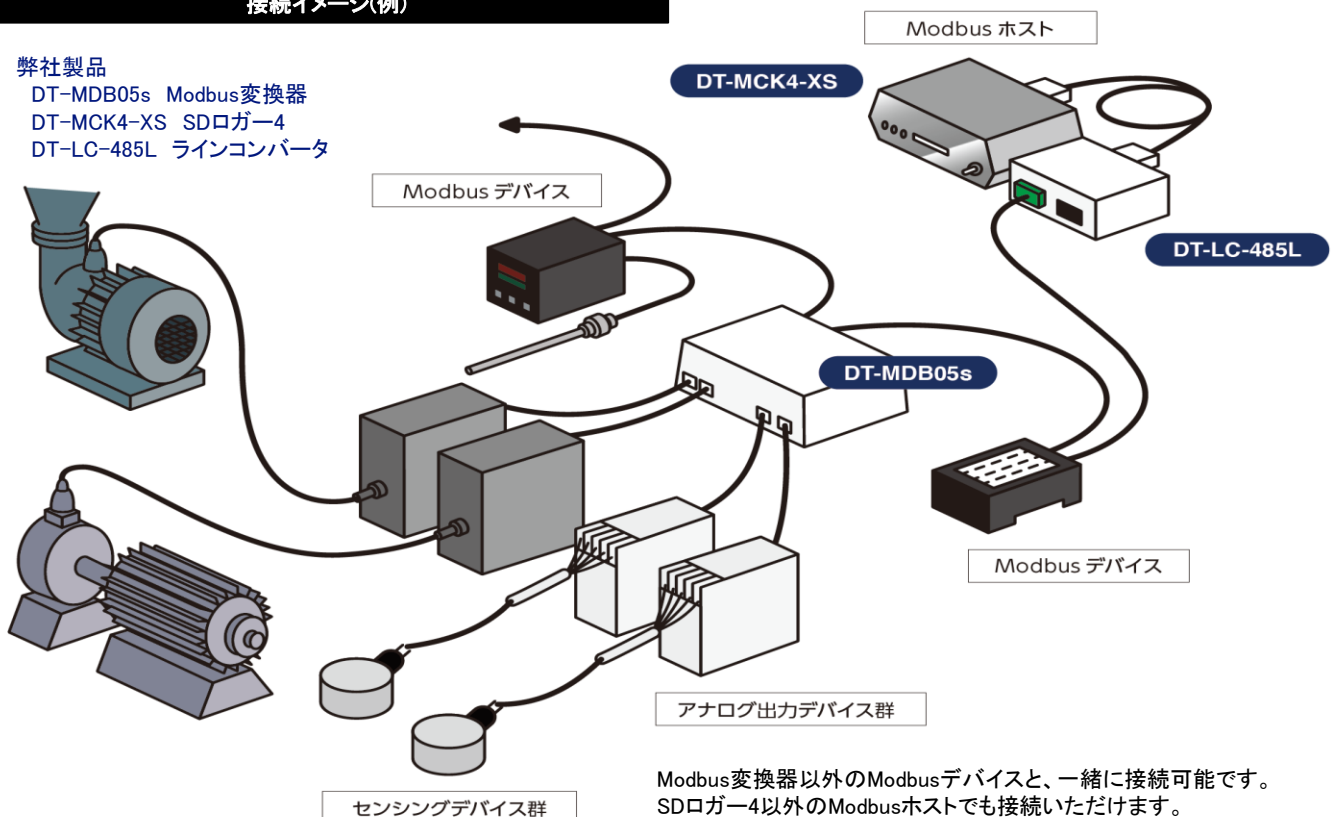 接続イメージ(例)
弊社製品
DT-MDB05s Modbus変換器
DT-MCK4-XS SDロガー4
DT-LC-485L ラインコンバータ
Modbus ホスト
DT-MCK4-XS
Modbus デバイス
DT-LC-485L
DT-MDB05s
Modbus デバイス
アナログ出力デバイス群
センシングデバイス群
Modbus変換器以外のModbusデバイスと、一緒に接続可能です。
SDロガー4以外のModbusホストでも接続いただけます。